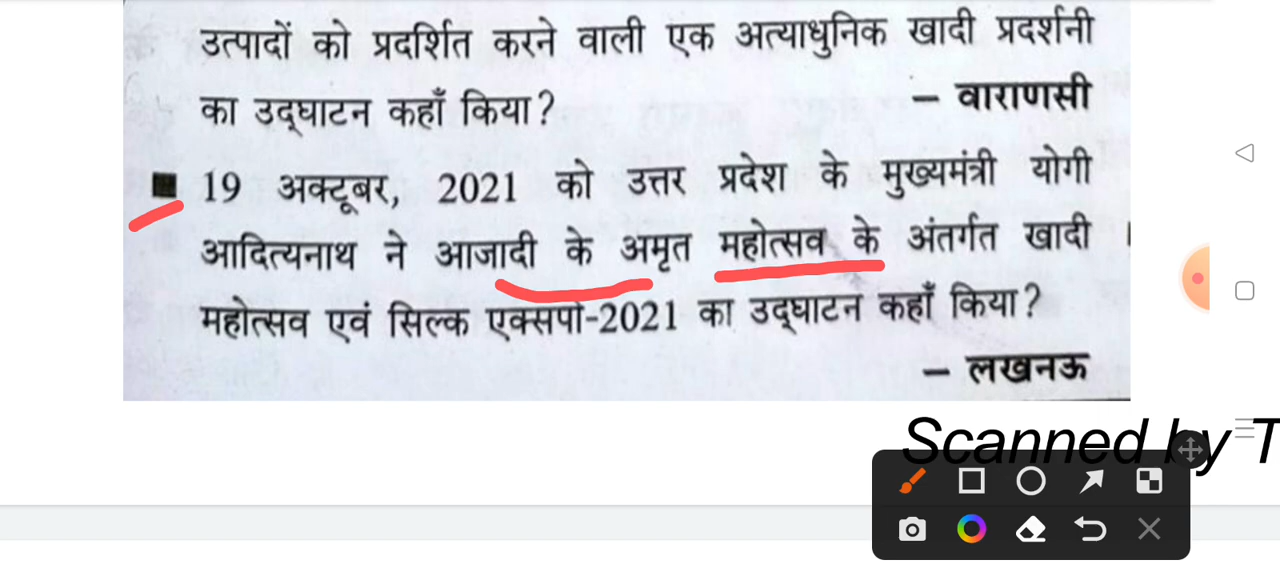 उत्पादों को प्रदर्शित करने वाली एक अत्याधुनिक खादी प्रदर्शनी
का उद्घाटन कहाँ किया?
– वाराणसी
■ 19 अक्टूबर, 2021 को उत्तर प्रदेश के मुख्यमंत्री योगी
आदित्यनाथ ने आजादी के अमृत महोत्सव के अंतर्गत खादी
महोत्सव एवं सिल्क एक्सपो-2021 का उद्घाटन कहाँ किया?
– लखनऊ
Scanned by T